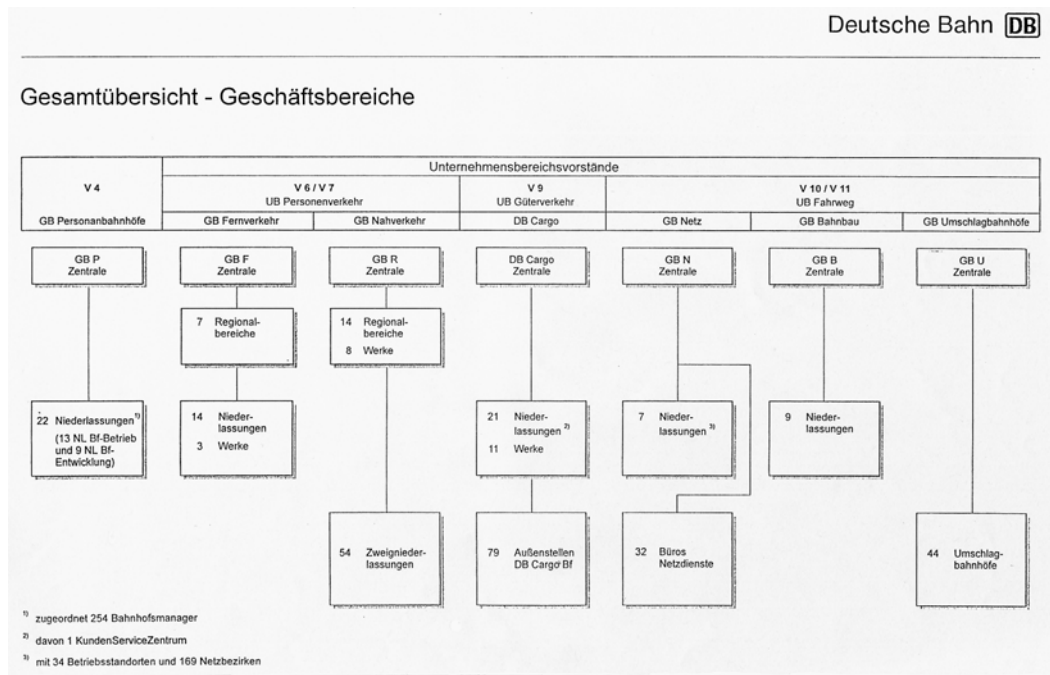 Deutsche Bahn DB
Gesamtübersicht - Geschäftsbereiche
Unternehmensbereichsvorstände
V 4
V 6 / V 7
V 9
V 10 / V 11
UB Personenverkehr
UB Güterverkehr
UB Fahrweg
GB Personanbahnhöfe
GB Fernverkehr
GB Nahverkehr
DB Cargo
GB Netz
GB Bahnbau
GB Umschlagbahnhöfe
GB P
Zentrale
GB F
Zentrale
GB R
Zentrale
DB Cargo
Zentrale
GB N
Zentrale
GB B
Zentrale
GB U
Zentrale
7 Regional-
bereiche
14 Regional-
bereiche
8 Werke
22 Niederlassungen 1)
(13 NL Bf-Betrieb
und 9 NL Bf-
Entwicklung)
14 Nieder-
lassungen
3 Werke
21 Nieder-
lassungen 2)
11 Werke
7 Nieder-
lassungen 3)
9 Nieder-
lassungen
54 Zweignieder-
lassungen
79 Außenstellen
DB Cargo Bf
32 Büros
Netzdienste
44 Umschlag-
bahnhöfe
1) zugeordnet 254 Bahnhofsmanager
2) davon 1 KundenServiceZentrum
3) mit 34 Betriebsstandorten und 169 Netzbezirken